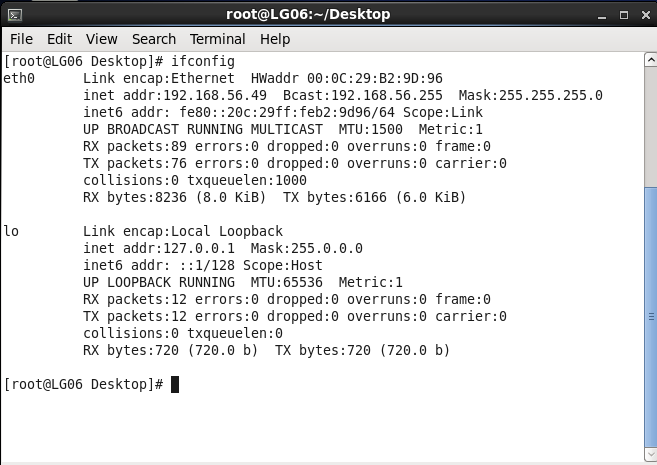 root@LG06:~/Desktop
File Edit View Search Terminal Help
[root@LG06 Desktop]# ifconfig
eth0      Link encap:Ethernet  HWaddr 00:0C:29:B2:9D:96
          inet addr:192.168.56.49  Bcast:192.168.56.255  Mask:255.255.255.0
          inet6 addr: fe80::20c:29ff:feb2:9d96/64 Scope:Link
          UP BROADCAST RUNNING MULTICAST  MTU:1500  Metric:1
          RX packets:89 errors:0 dropped:0 overruns:0 frame:0
          TX packets:76 errors:0 dropped:0 overruns:0 carrier:0
          collisions:0 txqueuelen:1000
          RX bytes:8236 (8.0 KiB)  TX bytes:6166 (6.0 KiB)
lo        Link encap:Local Loopback
          inet addr:127.0.0.1  Mask:255.0.0.0
          inet6 addr: ::1/128 Scope:Host
          UP LOOPBACK RUNNING  MTU:65536  Metric:1
          RX packets:12 errors:0 dropped:0 overruns:0 frame:0
          TX packets:12 errors:0 dropped:0 overruns:0 carrier:0
          collisions:0 txqueuelen:0
          RX bytes:720 (720.0 b)  TX bytes:720 (720.0 b)
[root@LG06 Desktop]#